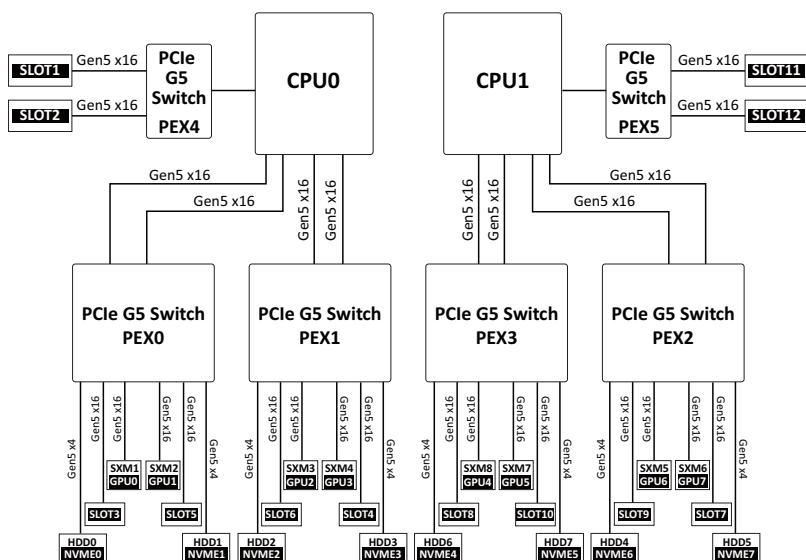 Gen5 x16
SLOT1
Gen5 x16
SLOT2
PCIe
G5
Switch
PEX4
CPU0
CPU1
PCIe
G5
Switch
PEX5
Gen5 x16
SLOT11
Gen5 x16
SLOT12
Gen5 x16
Gen5 x16
Gen5 x16
Gen5 x16
Gen5 x16
Gen5 x16
Gen5 x16
Gen5 x16
PCIe G5 Switch
PEX0
PCIe G5 Switch
PEX1
PCIe G5 Switch
PEX3
PCIe G5 Switch
PEX2
Gen5 x4
Gen5 x16
Gen5 x16
Gen5 x16
Gen5 x16
Gen5 x4
Gen5 x4
Gen5 x16
Gen5 x16
Gen5 x16
Gen5 x16
Gen5 x4
Gen5 x4
Gen5 x16
Gen5 x16
Gen5 x16
Gen5 x16
Gen5 x4
Gen5 x4
Gen5 x16
Gen5 x16
Gen5 x16
Gen5 x16
Gen5 x4
SXM1
GPU0
SXM2
GPU1
SXM3
GPU2
SXM4
GPU3
SXM8
GPU4
SXM7
GPU5
SXM5
GPU6
SXM6
GPU7
SLOT3
SLOT5
SLOT6
SLOT4
SLOT8
SLOT10
SLOT9
SLOT7
HDD0
NVME0
HDD1
NVME1
HDD2
NVME2
HDD3
NVME3
HDD6
NVME4
HDD7
NVME5
HDD4
NVME6
HDD5
NVME7